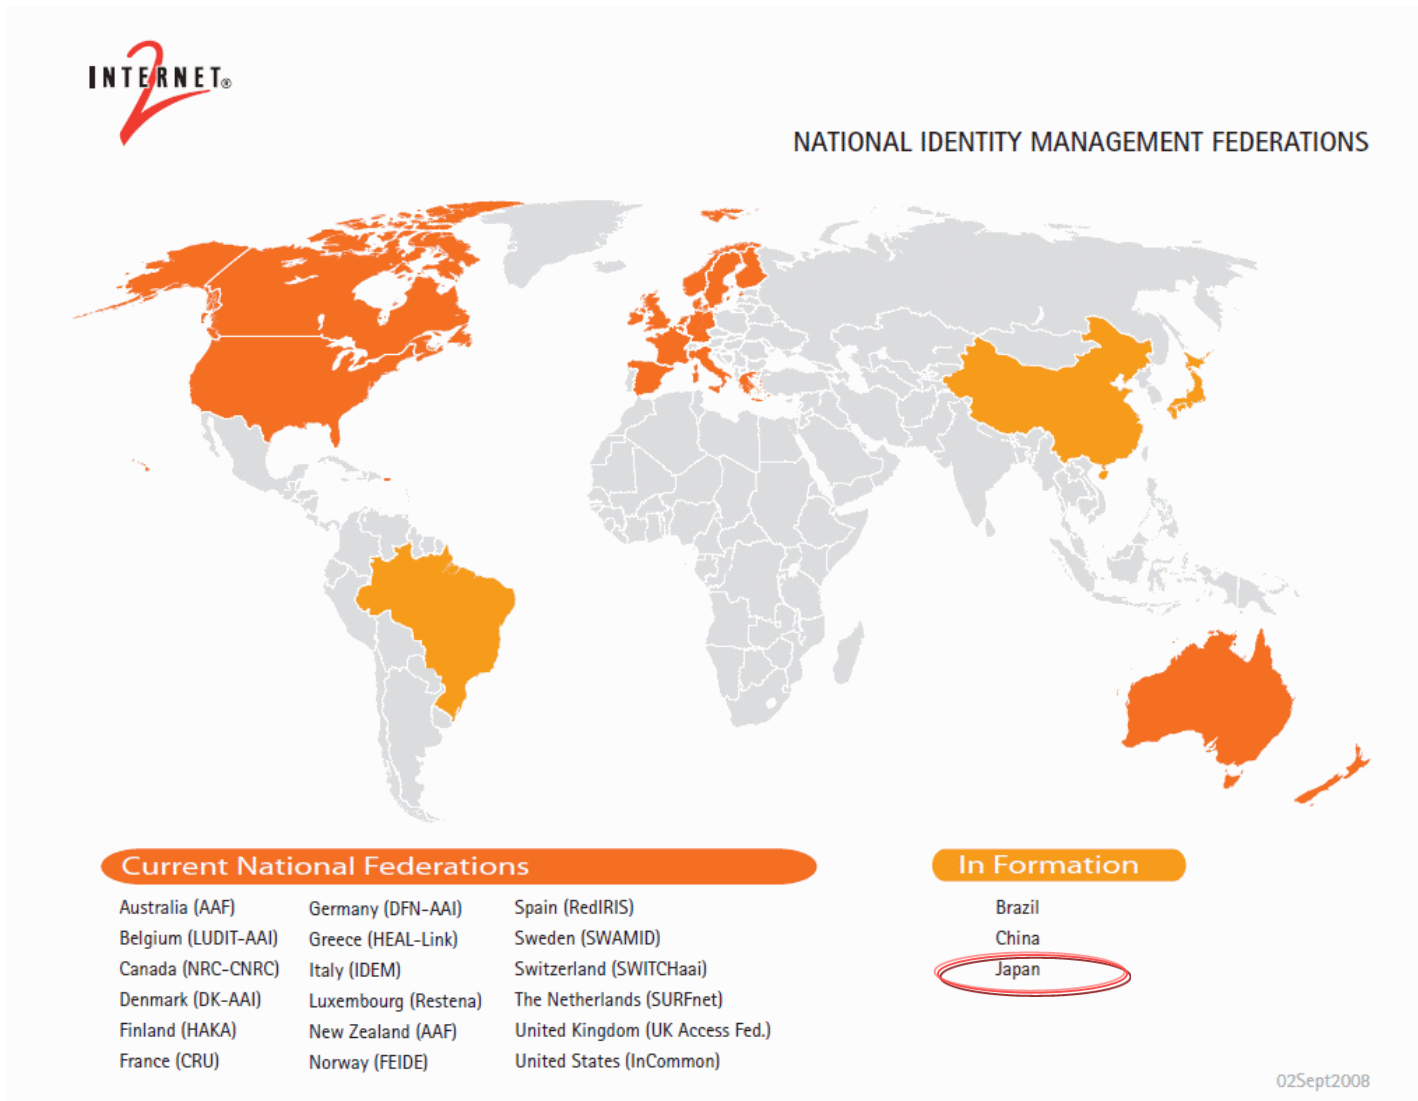 INTERNET®
2
NATIONAL IDENTITY MANAGEMENT FEDERATIONS
Current National Federations
Australia (AAF)
Belgium (LUDIT-AAI)
Canada (NRC-CNRC)
Denmark (DK-AAI)
Finland (HAKA)
France (CRU)
Germany (DFN-AAI)
Greece (HEAL-Link)
Italy (IDEM)
Luxembourg (Restena)
New Zealand (AAF)
Norway (FEIDE)
Spain (RedIRIS)
Sweden (SWAMID)
Switzerland (SWITCHaai)
The Netherlands (SURFnet)
United Kingdom (UK Access Fed.)
United States (InCommon)
In Formation
Brazil
China
Japan
02Sept2008